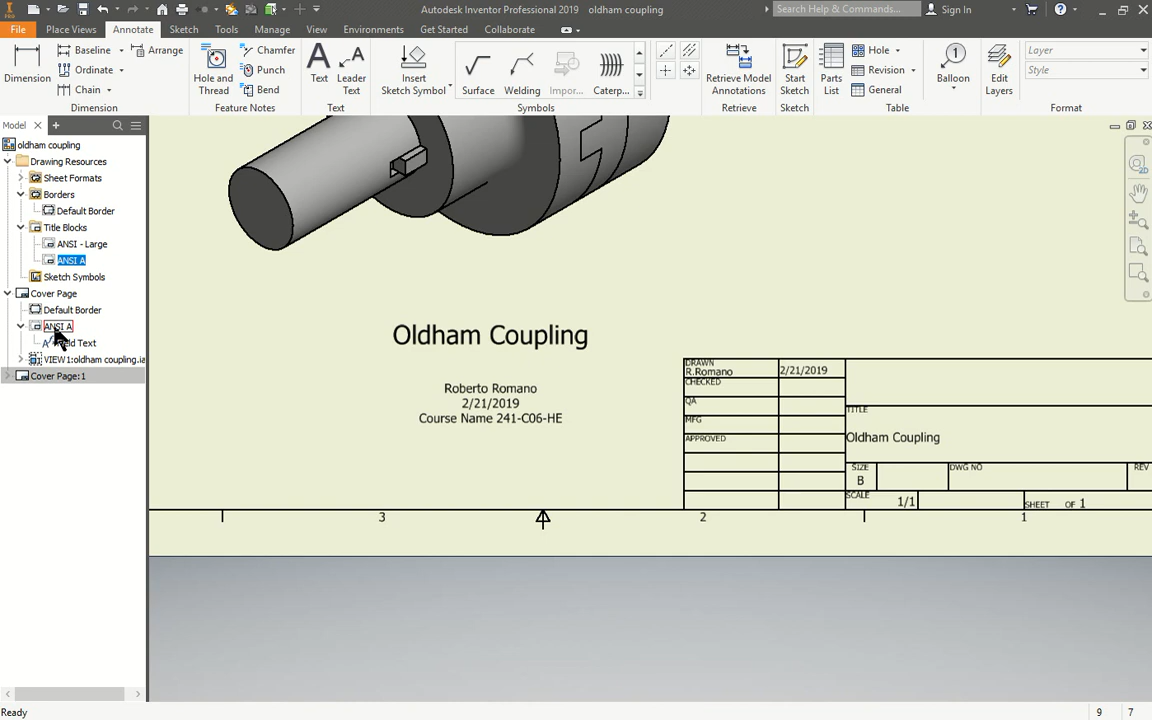 Autodesk Inventor Professional 2019 oldham coupling
Search Help & Commands...
Sign In
File Place Views Annotate Sketch Tools Manage View Environments Get Started Collaborate
PRO
Dimension
Baseline
Ordinate
Chain
Arrange
Dimension
Hole and Thread
Chamfer
Punch
Bend
Feature Notes
Text
Leader Text
Text
Insert Sketch Symbol
Surface
Welding
Impor...
Caterp...
Symbols
Retrieve Model Annotations
Retrieve
Start Sketch
Sketch
Parts List
Hole
Revision
General
Table
Balloon
Edit Layers
Layer
Style
Format
Model
oldham coupling
Drawing Resources
Sheet Formats
Borders
Default Border
Title Blocks
ANSI - Large
ANSI A
Sketch Symbols
Cover Page
Default Border
ANSI A
Text
VIEW1:oldham coupling.ia
Cover Page:1
Oldham Coupling
Roberto Romano
2/21/2019
Course Name 241-C06-HE
DRAWN
R.Romano
2/21/2019
CHECKED
QA
MFG
APPROVED
TITLE
Oldham Coupling
SIZE
B
DWG NO
REV
SCALE
1/1
SHEET OF 1
3 2 1
Ready
9 7